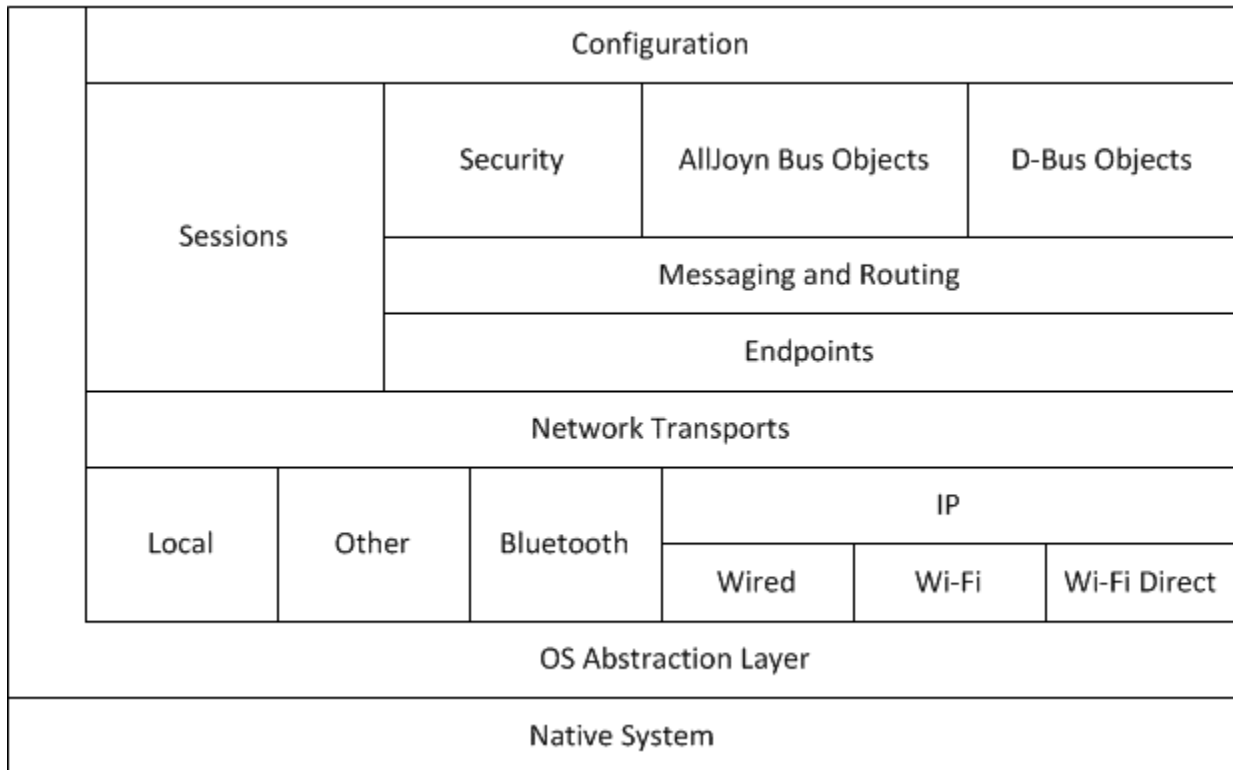 Configuration
Security
AllJoyn Bus Objects
D-Bus Objects
Sessions
Messaging and Routing
Endpoints
Network Transports
Local
Other
Bluetooth
IP
Wired
Wi-Fi
Wi-Fi Direct
OS Abstraction Layer
Native System